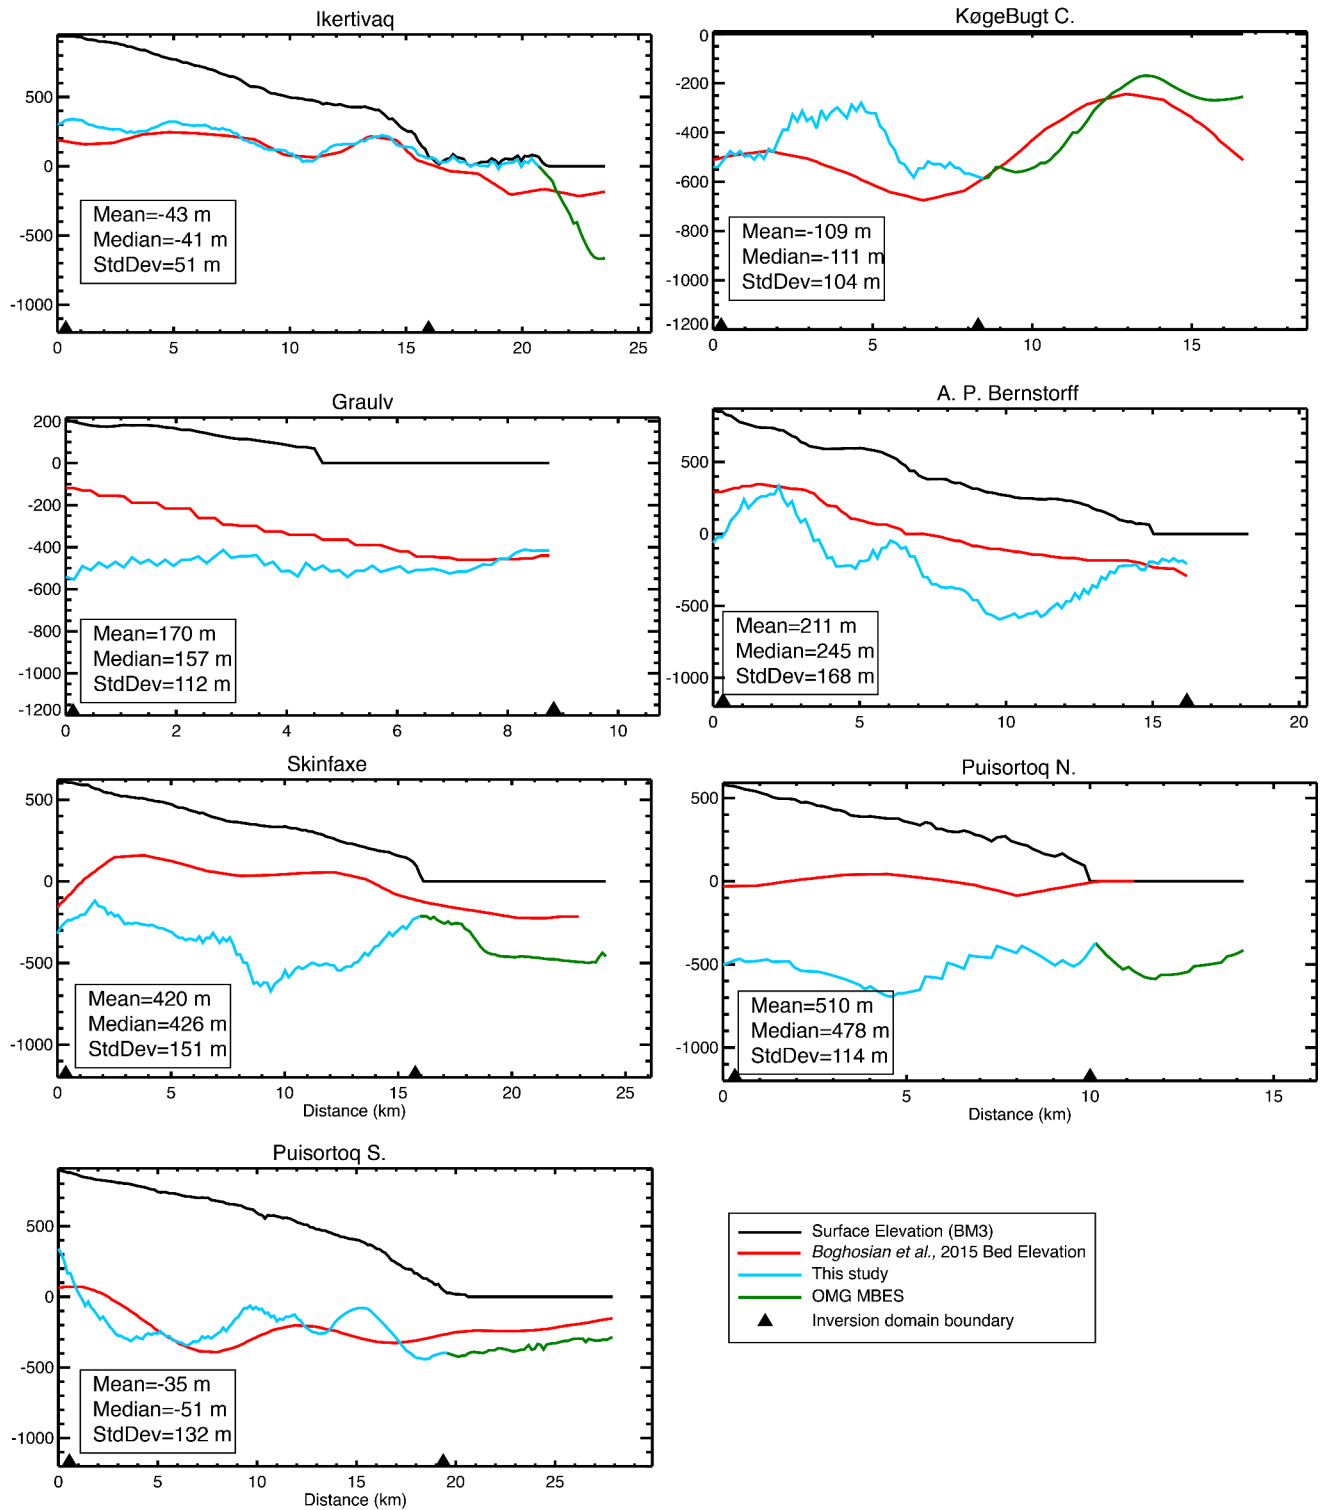 Ikertivaq
500
0
-500
-1000
Mean=-43 m
Median=-41 m
StdDev=51 m
0 5 10 15 20 25
KøgeBugt C.
0
-200
-400
-600
-800
-1000
-1200
Mean=-109 m
Median=-111 m
StdDev=104 m
0 5 10 15
Graulv
200
0
-200
-400
-600
-800
-1000
-1200
Mean=170 m
Median=157 m
StdDev=112 m
0 2 4 6 8 10
A. P. Bernstorff
500
0
-500
-1000
Mean=211 m
Median=245 m
StdDev=168 m
0 5 10 15 20
Skinfaxe
500
0
-500
-1000
Mean=420 m
Median=426 m
StdDev=151 m
0 5 10 15 20 25
Distance (km)
Puisortoq N.
500
0
-500
-1000
Mean=510 m
Median=478 m
StdDev=114 m
0 5 10 15
Distance (km)
Puisortoq S.
500
0
-500
-1000
Mean=-35 m
Median=-51 m
StdDev=132 m
0 5 10 15 20 25
Distance (km)
Surface Elevation (BM3)
Boghosian et al., 2015 Bed Elevation
This study
OMG MBES
Inversion domain boundary